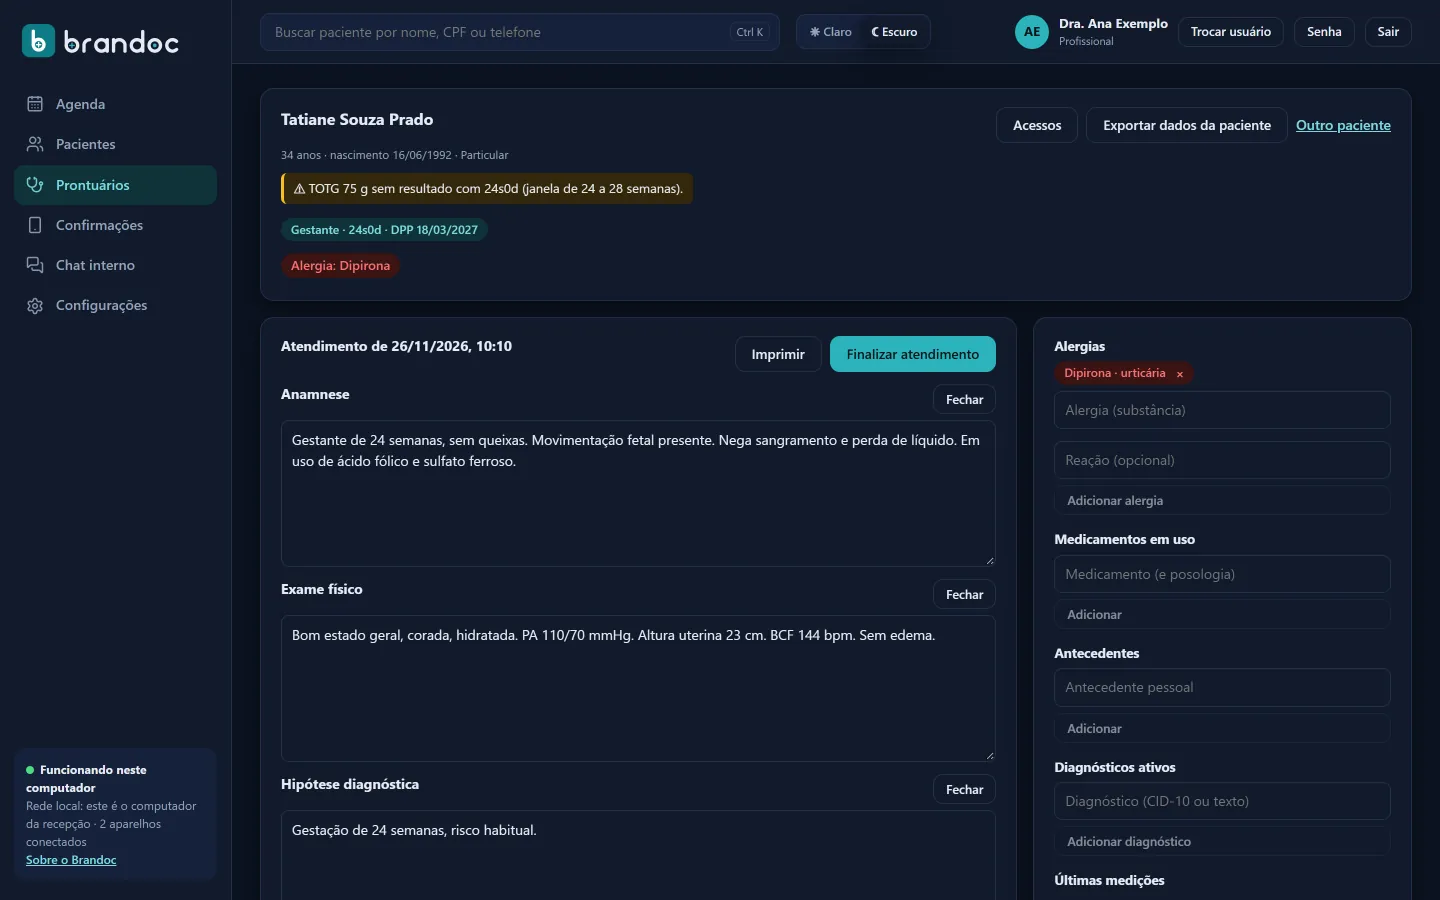 brandoc
Agenda
Pacientes
Prontuários
Confirmações
Chat interno
Configurações
Funcionando neste
computador
Rede local: este é o computador
da recepção · 2 aparelhos
conectados
Sobre o Brandoc
Buscar paciente por nome, CPF ou telefone
Ctrl K
Claro
Escuro
AE
Dra. Ana Exemplo
Profissional
Trocar usuário
Senha
Sair
Tatiane Souza Prado
Acessos
Exportar dados da paciente
Outro paciente
34 anos · nascimento 16/06/1992 · Particular
⚠ TOTG 75 g sem resultado com 24s0d (janela de 24 a 28 semanas).
Gestante · 24s0d · DPP 18/03/2027
Alergia: Dipirona
Atendimento de 26/11/2026, 10:10
Imprimir
Finalizar atendimento
Anamnese
Fechar
Gestante de 24 semanas, sem queixas. Movimentação fetal presente. Nega sangramento e perda de líquido. Em
uso de ácido fólico e sulfato ferroso.
Exame físico
Fechar
Bom estado geral, corada, hidratada. PA 110/70 mmHg. Altura uterina 23 cm. BCF 144 bpm. Sem edema.
Hipótese diagnóstica
Fechar
Gestação de 24 semanas, risco habitual.
Alergias
Dipirona · urticária ×
Alergia (substância)
Reação (opcional)
Adicionar alergia
Medicamentos em uso
Medicamento (e posologia)
Adicionar
Antecedentes
Antecedente pessoal
Adicionar
Diagnósticos ativos
Diagnóstico (CID-10 ou texto)
Adicionar diagnóstico
Últimas medições